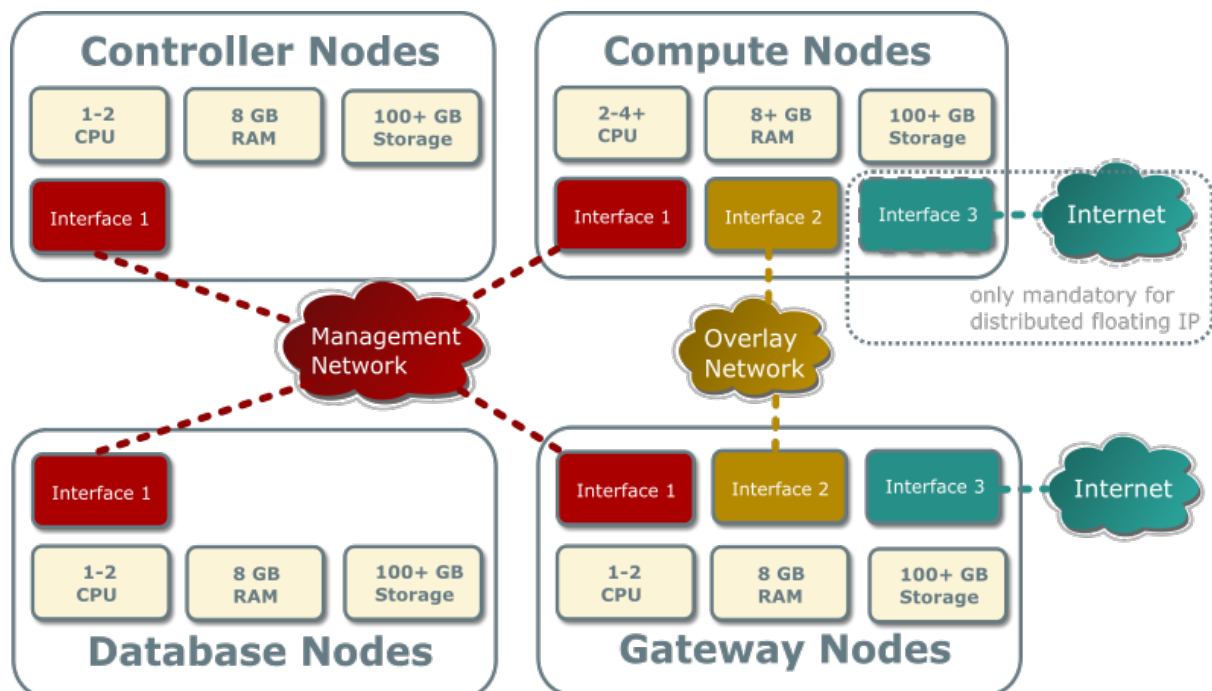 Controller Nodes
1-2
CPU
8 GB
RAM
100+ GB
Storage
Interface 1
Compute Nodes
2-4+
CPU
8+ GB
RAM
100+ GB
Storage
Interface 1
Interface 2
Interface 3
Internet
only mandatory for
distributed floating IP
Management
Network
Overlay
Network
Interface 1
1-2
CPU
8 GB
RAM
100+ GB
Storage
Database Nodes
Interface 1
Interface 2
Interface 3
Internet
1-2
CPU
8 GB
RAM
100+ GB
Storage
Gateway Nodes